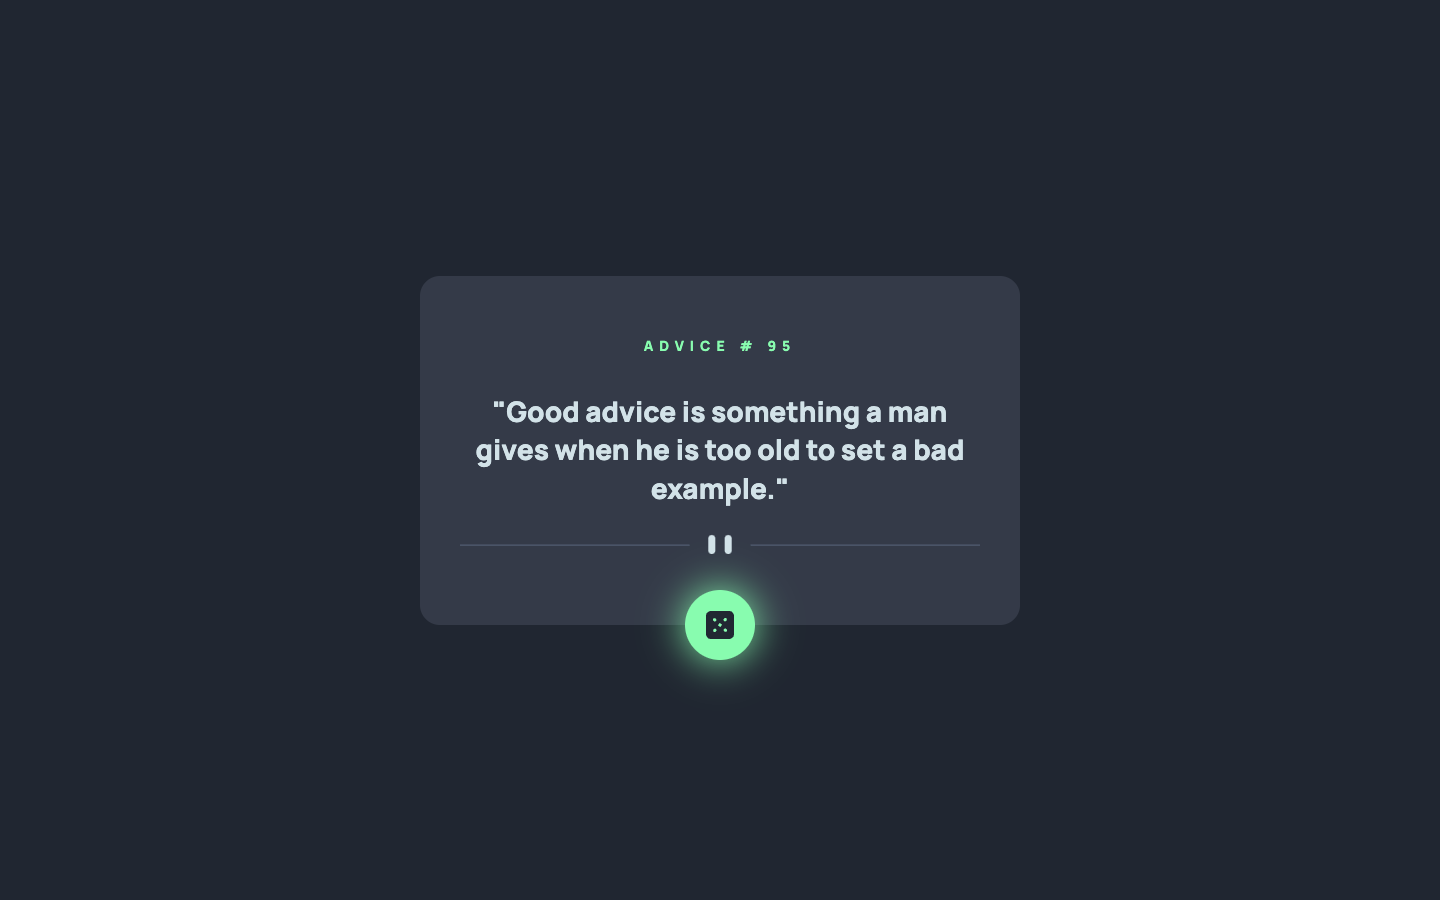 ADVICE # 95
"Good advice is something a man
gives when he is too old to set a bad
example."